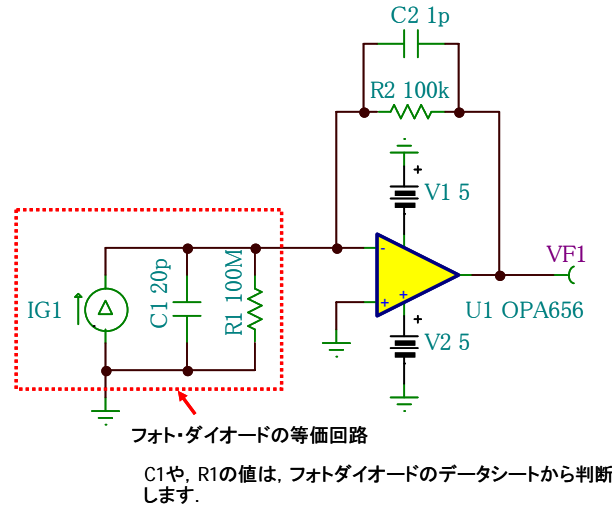 C2 1p
R2 100k
+
V1 5
-
+
+
VF1
IG1
C1 20p
R1 100M
U1 OPA656
+
V2 5
フォト・ダイオードの等価回路
C1や, R1の値は, フォトダイオードのデータシートから判断
します.